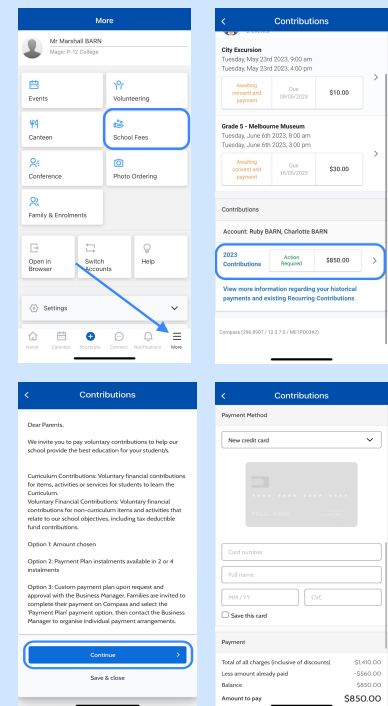 More
Mr Marshall BARN
Magic P-12 College
Events
Volunteering
Canteen
School Fees
Conference
Photo Ordering
Family & Enrolments
Open in Browser
Switch Accounts
Help
Settings
Home
Calendar
Shortcuts
Connect
Notifications
More
Contributions
City Excursion
Tuesday, May 23rd 2023, 9:00 am
Tuesday, May 23rd 2023, 4:00 pm
Awaiting consent and payment
Due 09/05/2023
$10.00
Grade 5 - Melbourne Museum
Tuesday, June 6th 2023, 8:00 am
Tuesday, June 6th 2023, 3:00 pm
Awaiting consent and payment
Due 16/05/2023
$30.00
Contributions
Account: Ruby BARN, Charlotte BARN
2023 Contributions
Action Required
$850.00
View more information regarding your historical
payments and existing Recurring Contributions
Contributions
Dear Parents,
We invite you to pay voluntary contributions to help our
school provide the best education for your student/s.
Curriculum Contributions: Voluntary financial contributions
for items, activities or services for students to learn the
Curriculum.
Voluntary Financial Contributions: Voluntary financial
contributions for non-curriculum items and activities that
relate to our school objectives, including tax deductible
fund contributions.
Option 1: Amount chosen
Option 2: Payment Plan instalments available in 2 or 4
instalments
Option 3: Custom payment plan upon request and
approval with the Business Manager. Families are invited to
complete their payment on Compass and select the
'Payment Plan' payment option, then contact the Business
Manager to organise individual payment arrangements.
Continue
Save & close
Contributions
Payment Method
New credit card
Card number
Full name
MM / YY
CVC
Save this card
Payment
Total of all charges (inclusive of discounts)
$1,410.00
Less amount already paid
-$560.00
Balance
$850.00
Amount to pay
$850.00